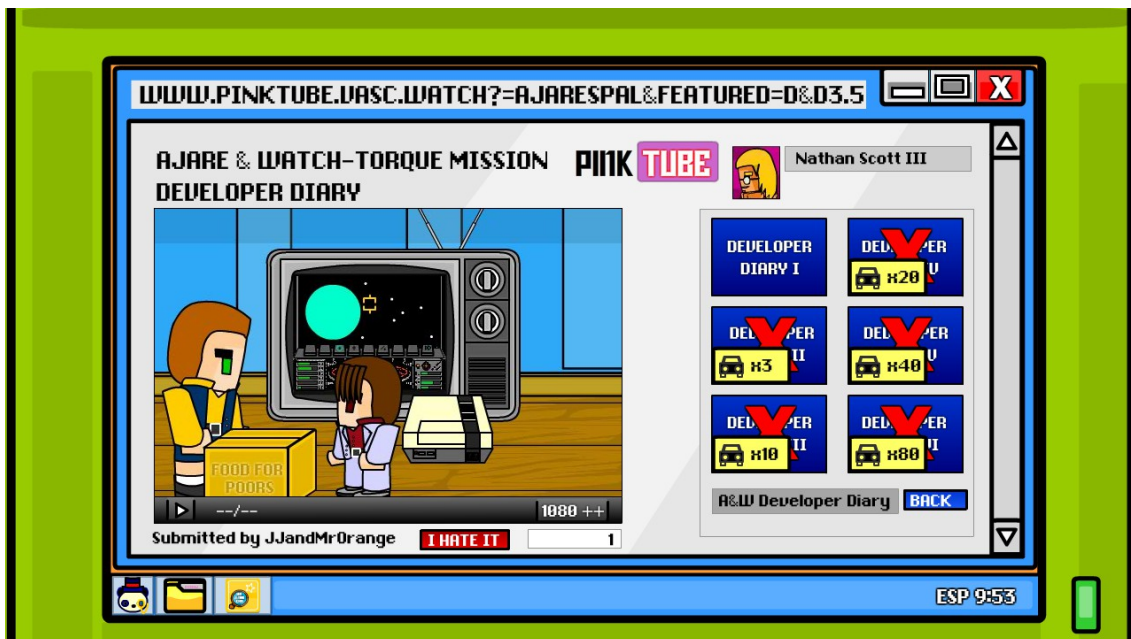 WWW.PINKTUBE.VASC.WATCH?=AJARESPAL&FEATURED=D&D3.5
X
AJARE & WATCH-TORQUE MISSION
DEVELOPER DIARY
PINK TUBE
Nathan Scott III
DEVELOPER
DIARY I
x20
x3
x40
x10
x80
FOOD FOR
POORS
--/--
1080 ++
A&W Developer Diary
BACK
Submitted by JJandMrOrange
I HATE IT
1
ESP 9:53